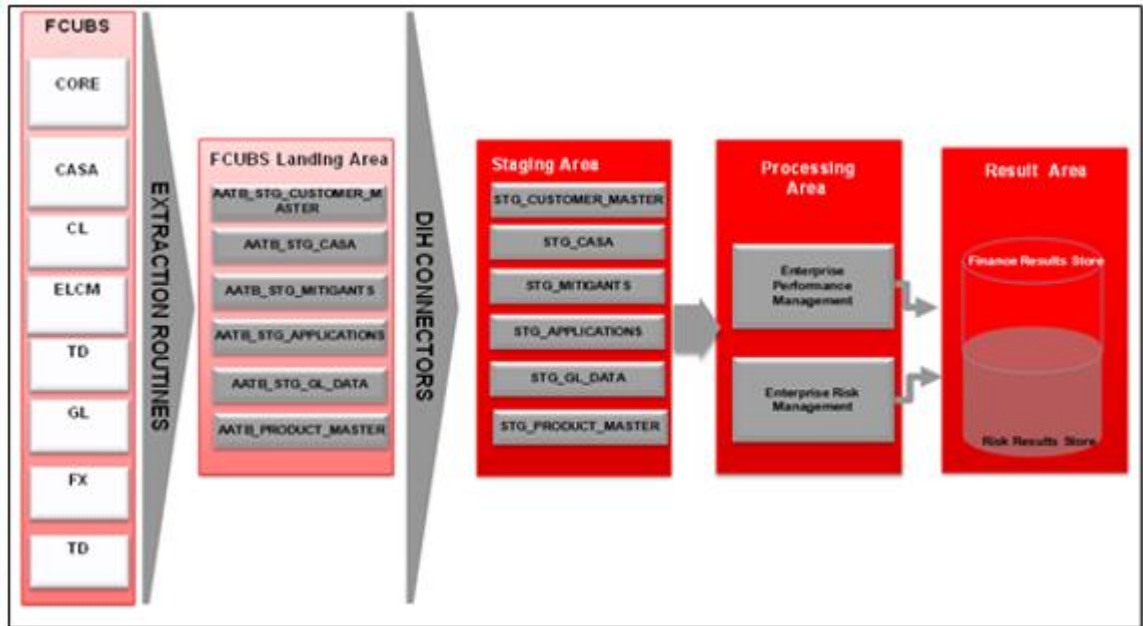 FCUBS
CORE
CASA
CL
ELCM
TD
GL
FX
TD
EXTRACTION ROUTINES
FCUBS Landing Area
AATB_STG_CUSTOMER_M
ASTER
AATB_STG_CASA
AATB_STG_MITIGANTS
AATB_STG_APPLICATIONS
AATB_STG_GL_DATA
AATB_PRODUCT_MASTER
DIH CONNECTORS
Staging Area
STG_CUSTOMER_MASTER
STG_CASA
STG_MITIGANTS
STG_APPLICATIONS
STG_GL_DATA
STG_PRODUCT_MASTER
Processing
Area
Enterprise
Performance
Management
Enterprise Risk
Management
Result Area
Finance Results Store
Risk Results Store